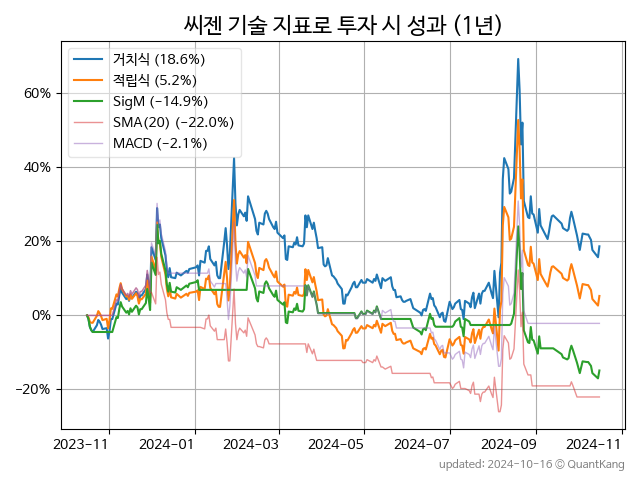 씨젠 기술 지표로 투자 시 성과 (1년)
거치식 (18.6%)
적립식 (5.2%)
SigM (−14.9%)
SMA(20) (−22.0%)
MACD (−2.1%)
60%
40%
20%
0%
−20%
2023-11 2024-01 2024-03 2024-05 2024-07 2024-09 2024-11
updated: 2024-10-16 © QuantKang